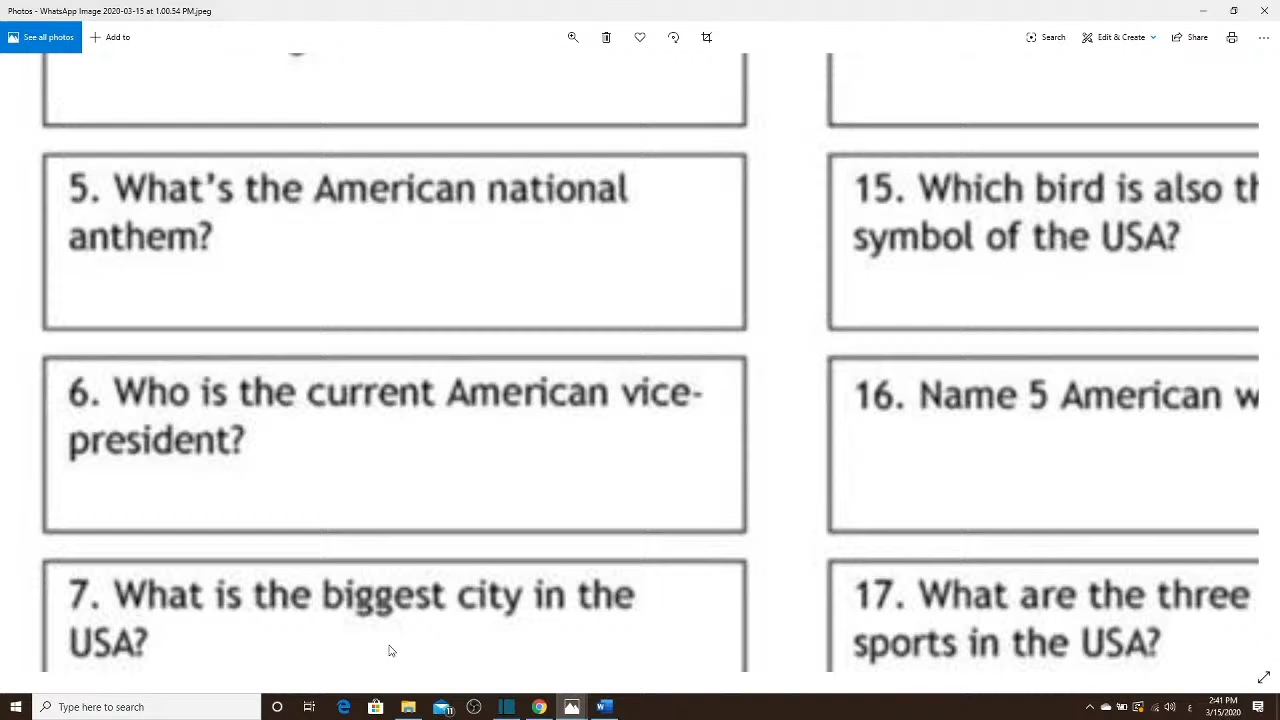 Photos - WhatsApp Image 2020-03-15 at 1.00.54 PM.jpeg
See all photos
Add to
Search
Edit & Create
Share
5. What's the American national
anthem?
6. Who is the current American vice-
president?
7. What is the biggest city in the
USA?
15. Which bird is also th
symbol of the USA?
16. Name 5 American w
17. What are the three
sports in the USA?
Type here to search
11
2:41 PM
3/15/2020